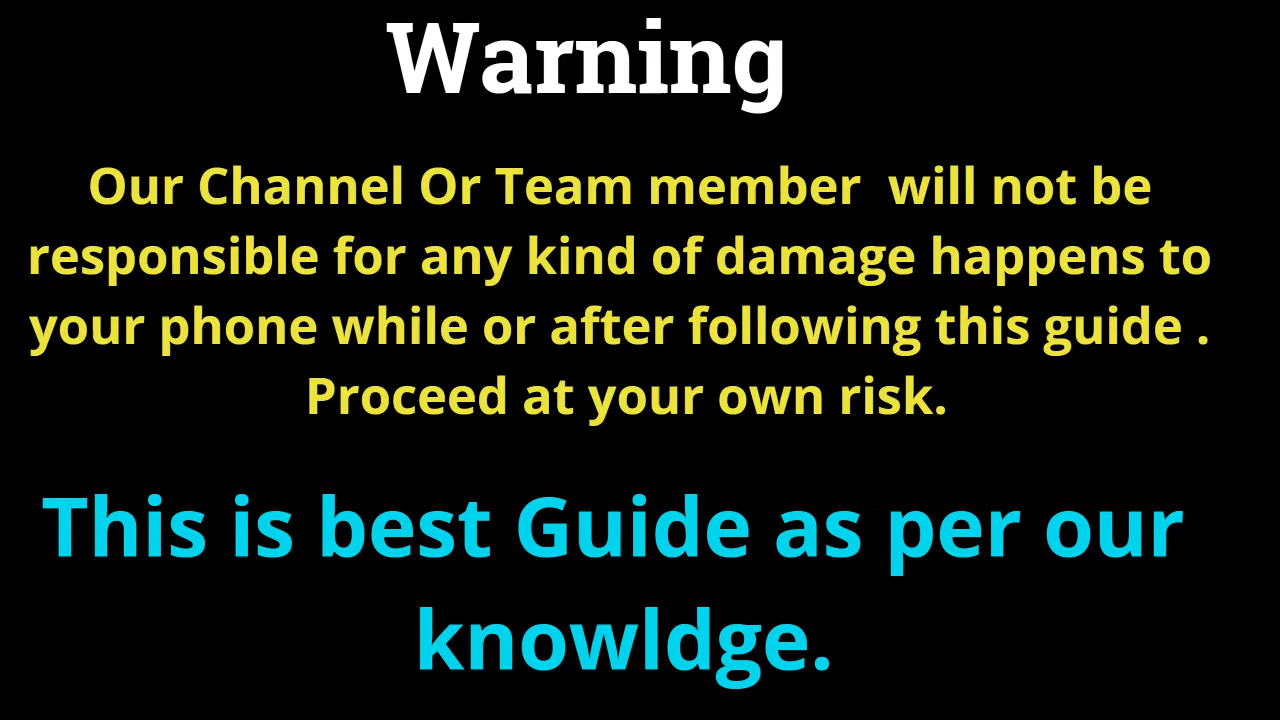 Warning
Our Channel Or Team member  will not be
responsible for any kind of damage happens to
your phone while or after following this guide .
Proceed at your own risk.
This is best Guide as per our
knowldge.